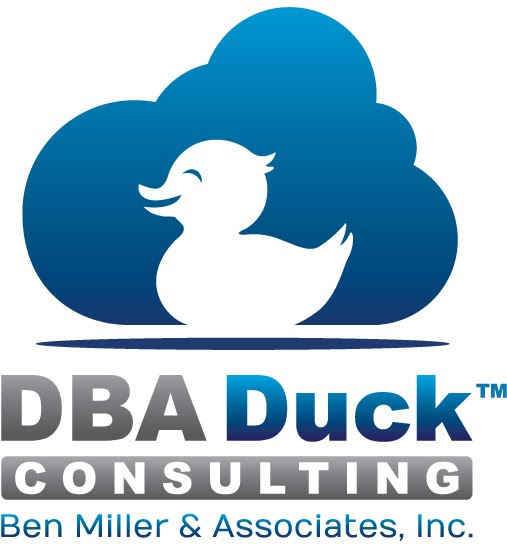 DBA Duck™
CONSULTING
Ben Miller & Associates, Inc.